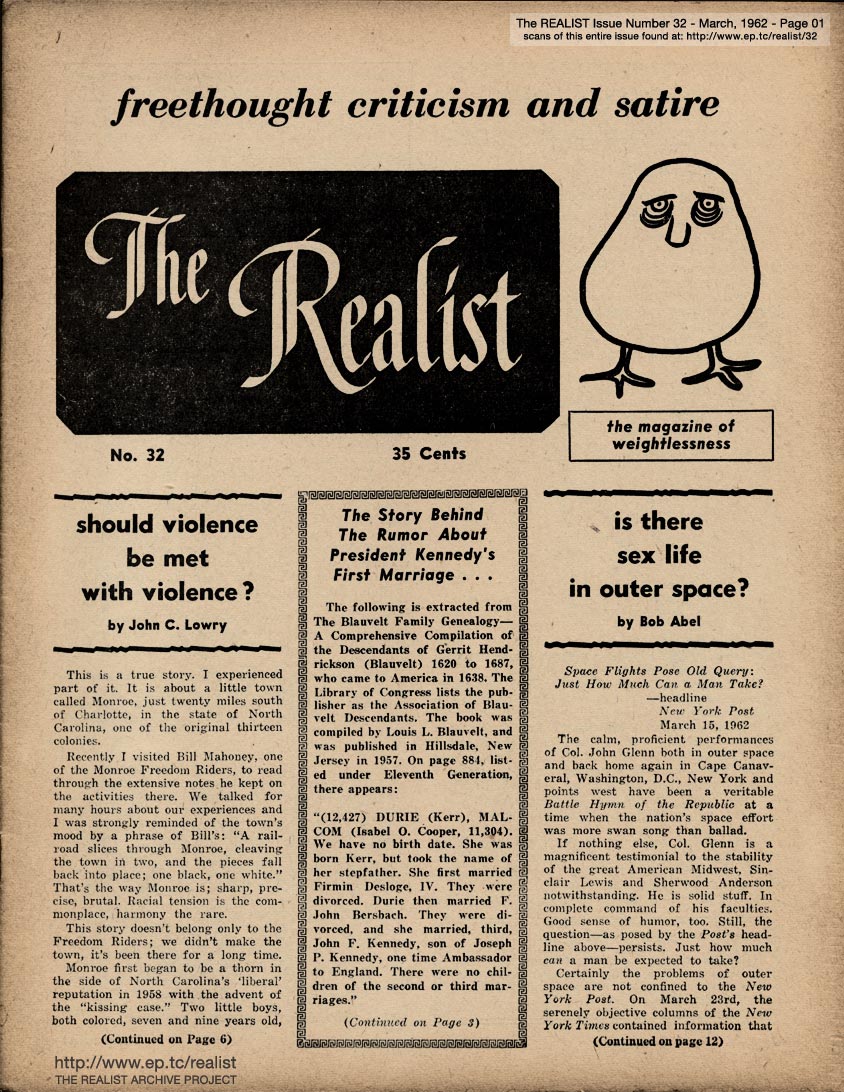 The REALIST Issue Number 32 - March, 1962 - Page 01
scans of this entire issue found at: http://www.ep.tc/realist/32
freethought criticism and satire
The Realist
the magazine of
weightlessness
No. 32
35 Cents
should violence
be met
with violence?
by John C. Lowry
This is a true story. I experienced
part of it. It is about a little town
called Monroe, just twenty miles south
of Charlotte, in the state of North
Carolina, one of the original thirteen
colonies.
Recently I visited Bill Mahoney, one
of the Monroe Freedom Riders, to read
through the extensive notes he kept on
the activities there. We talked for
many hours about our experiences and
I was strongly reminded of the town's
mood by a phrase of Bill's: "A rail-
road slices through Monroe, cleaving
the town in two, and the pieces fall
back into place; one black, one white."
That's the way Monroe is; sharp, pre-
cise, brutal. Racial tension is the com-
monplace, harmony the rare.
This story doesn't belong only to the
Freedom Riders; we didn't make the
town, it's been there for a long time.
Monroe first began to be a thorn in
the side of North Carolina's 'liberal'
reputation in 1958 with the advent of
the "kissing case." Two little boys,
both colored, seven and nine years old,
(Continued on Page 6)
The Story Behind
The Rumor About
President Kennedy's
First Marriage . . .
The following is extracted from
The Blauvelt Family Genealogy—
A Comprehensive Compilation of
the Descendants of Gerrit Hend-
rickson (Blauvelt) 1620 to 1687,
who came to America in 1638. The
Library of Congress lists the pub-
lisher as the Association of Blau-
velt Descendants. The book was
compiled by Louis L. Blauvelt, and
was published in Hillsdale, New
Jersey in 1957. On page 884, list-
ed under Eleventh Generation,
there appears:
"(12,427) DURIE (Kerr), MAL-
COM (Isabel O. Cooper, 11,304).
We have no birth date. She was
born Kerr, but took the name of
her stepfather. She first married
Firmin Desloge, IV. They were
divorced. Durie then married F.
John Bersbach. They were di-
vorced, and she married, third,
John F. Kennedy, son of Joseph
P. Kennedy, one time Ambassador
to England. There were no chil-
dren of the second or third mar-
riages."
(Continued on Page 3)
is there
sex life
in outer space?
by Bob Abel
Space Flights Pose Old Query:
Just How Much Can a Man Take?
—headline
New York Post
March 15, 1962
The calm, proficient performances
of Col. John Glenn both in outer space
and back home again in Cape Canav-
eral, Washington, D.C., New York and
points west have been a veritable
Battle Hymn of the Republic at a
time when the nation's space effort
was more swan song than ballad.
If nothing else, Col. Glenn is a
magnificent testimonial to the stability
of the great American Midwest, Sin-
clair Lewis and Sherwood Anderson
notwithstanding. He is solid stuff. In
complete command of his faculties.
Good sense of humor, too. Still, the
question—as posed by the Post's head-
line above—persists. Just how much
can a man be expected to take?
Certainly the problems of outer
space are not confined to the New
York Post. On March 23rd, the
serenely objective columns of the New
York Times contained information that
(Continued on page 12)
http://www.ep.tc/realist
THE REALIST ARCHIVE PROJECT